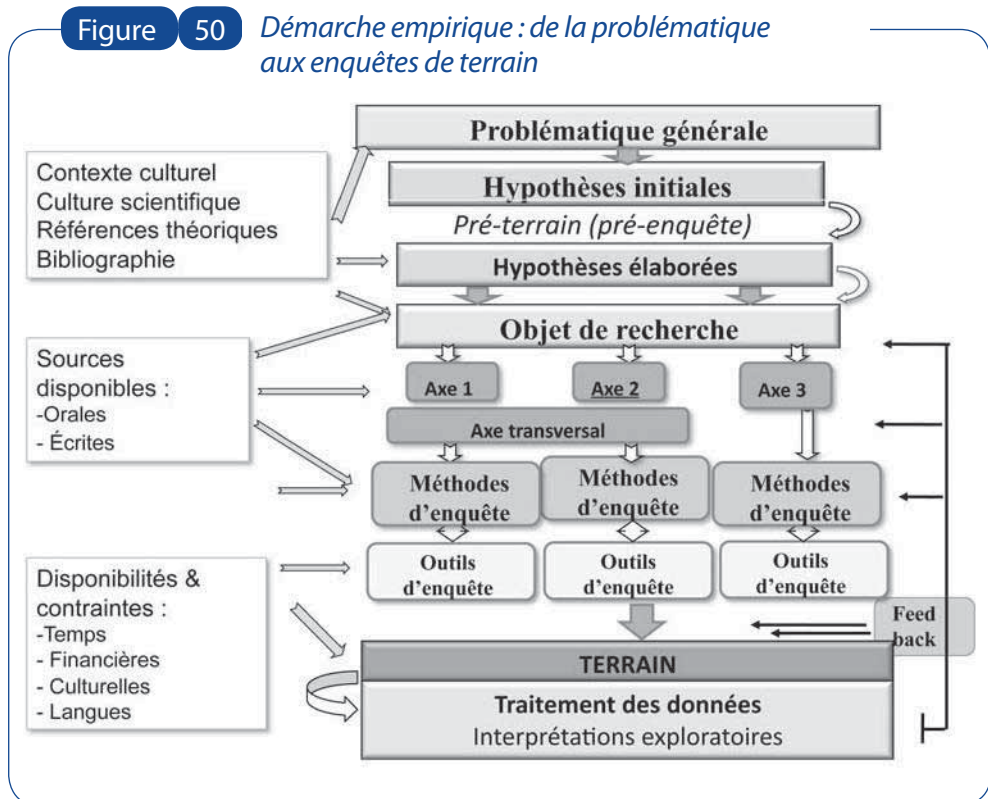 Figure 50 Démarche empirique : de la problématique
aux enquêtes de terrain
Problématique générale
Contexte culturel
Culture scientifique
Références théoriques
Bibliographie
Hypothèses initiales
Pré-terrain (pré-enquête)
Hypothèses élaborées
Objet de recherche
Sources
disponibles :
-Orales
- Écrites
Axe 1
Axe 2
Axe 3
Axe transversal
Méthodes
d'enquête
Méthodes
d'enquête
Méthodes
d'enquête
Outils
d'enquête
Outils
d'enquête
Outils
d'enquête
Disponibilités &
contraintes :
-Temps
- Financières
- Culturelles
- Langues
Feed
back
TERRAIN
Traitement des données
Interprétations exploratoires